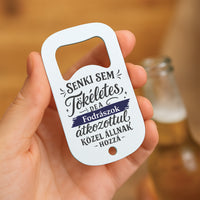 SENKI SEM
Tökéletes,
DE A
Fodrászok
átkozottul
KÖZEL ÁLLNAK
HOZZÁ